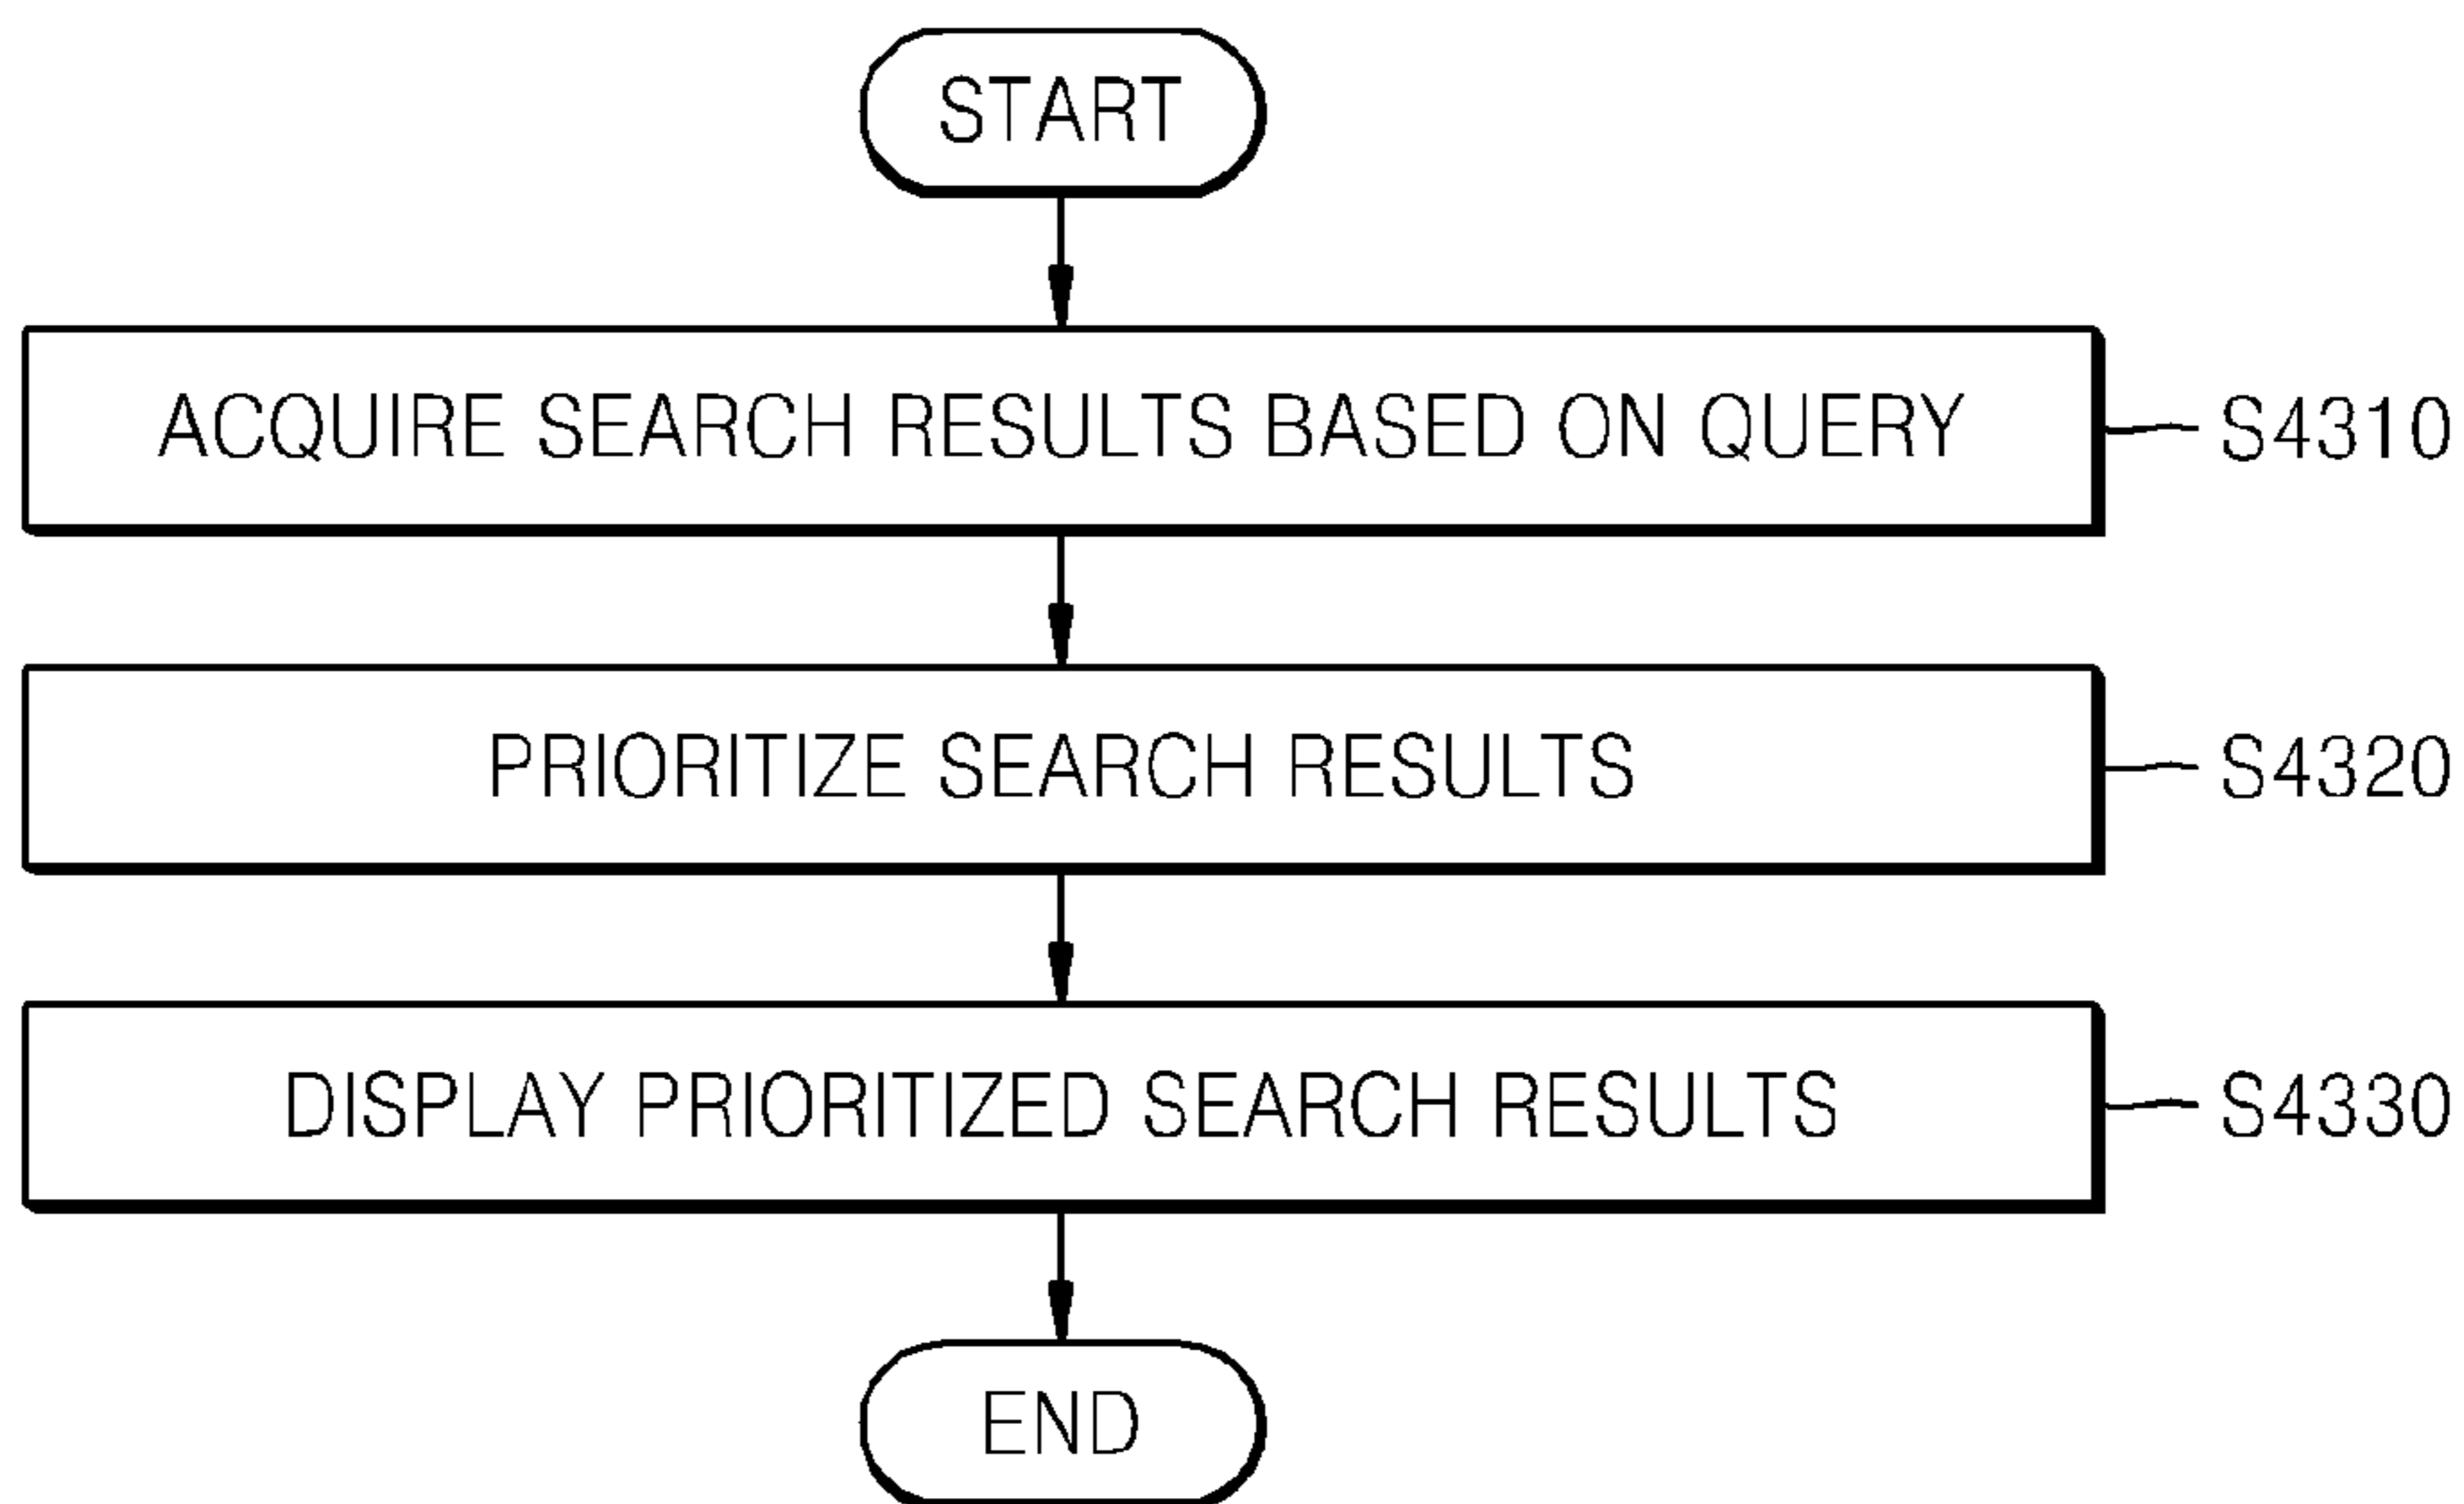 START
ACQUIRE SEARCH RESULTS BASED ON QUERY
S4310
PRIORITIZE SEARCH RESULTS
S4320
DISPLAY PRIORITIZED SEARCH RESULTS
S4330
END